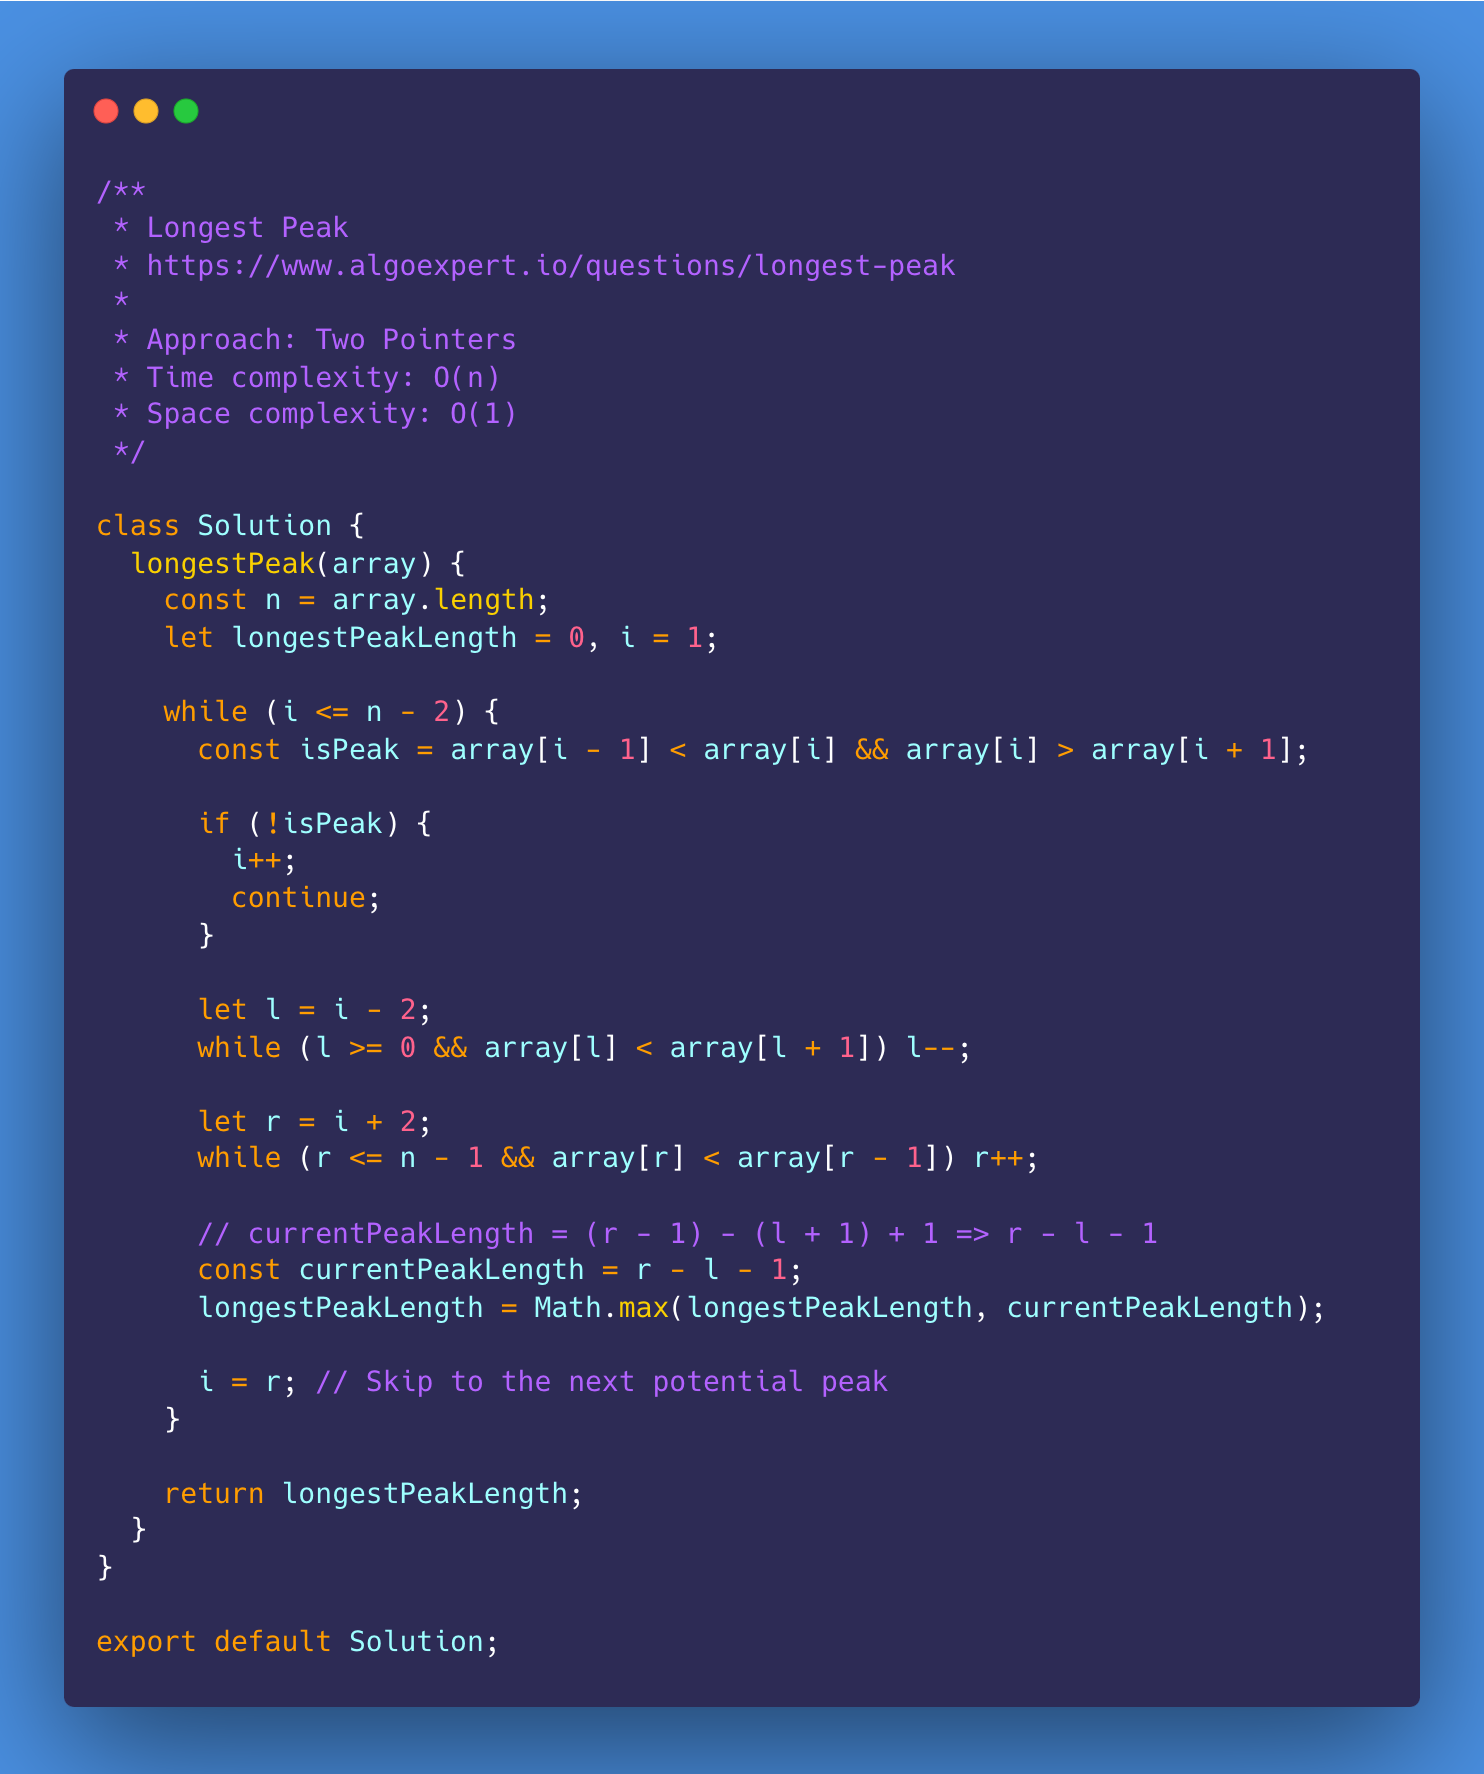 /**
 * Longest Peak
 * https://www.algoexpert.io/questions/longest-peak
 *
 * Approach: Two Pointers
 * Time complexity: O(n)
 * Space complexity: O(1)
 */

class Solution {
  longestPeak(array) {
    const n = array.length;
    let longestPeakLength = 0, i = 1;

    while (i <= n - 2) {
      const isPeak = array[i - 1] < array[i] && array[i] > array[i + 1];

      if (!isPeak) {
        i++;
        continue;
      }

      let l = i - 2;
      while (l >= 0 && array[l] < array[l + 1]) l--;

      let r = i + 2;
      while (r <= n - 1 && array[r] < array[r - 1]) r++;

      // currentPeakLength = (r - 1) - (l + 1) + 1 => r - l - 1
      const currentPeakLength = r - l - 1;
      longestPeakLength = Math.max(longestPeakLength, currentPeakLength);

      i = r; // Skip to the next potential peak
    }

    return longestPeakLength;
  }
}

export default Solution;